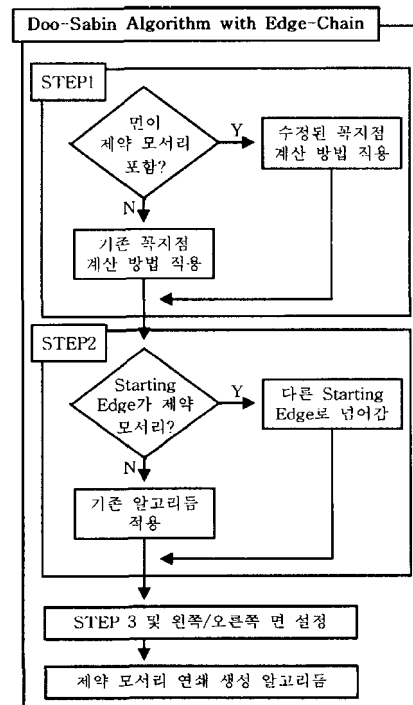 Doo-Sabin Algorithm with Edge-Chain
STEP1
면이
제약 모서리
포함?
Y
수정된 꼭지점
계산 방법 적용
N
기존 꼭지점
계산 방법 적용
STEP2
Starting
Edge가 제약
모서리?
Y
다른 Starting
Edge로 넘어감
N
기존 알고리듬
적용
STEP 3 및 왼쪽/오른쪽 면 설정
제약 모서리 연쇄 생성 알고리듬